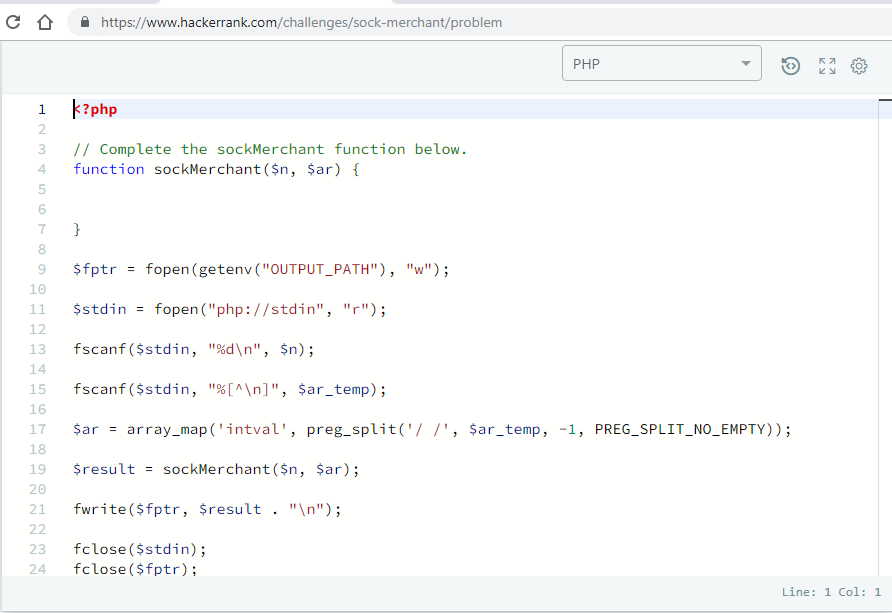 https://www.hackerrank.com/challenges/sock-merchant/problem
PHP
1 <?php
2
3 // Complete the sockMerchant function below.
4 function sockMerchant($n, $ar) {
5
6
7 }
8
9 $fptr = fopen(getenv("OUTPUT_PATH"), "w");
10
11 $stdin = fopen("php://stdin", "r");
12
13 fscanf($stdin, "%d\n", $n);
14
15 fscanf($stdin, "%[^\n]", $ar_temp);
16
17 $ar = array_map('intval', preg_split('/ /', $ar_temp, -1, PREG_SPLIT_NO_EMPTY));
18
19 $result = sockMerchant($n, $ar);
20
21 fwrite($fptr, $result . "\n");
22
23 fclose($stdin);
24 fclose($fptr);
Line: 1 Col: 1